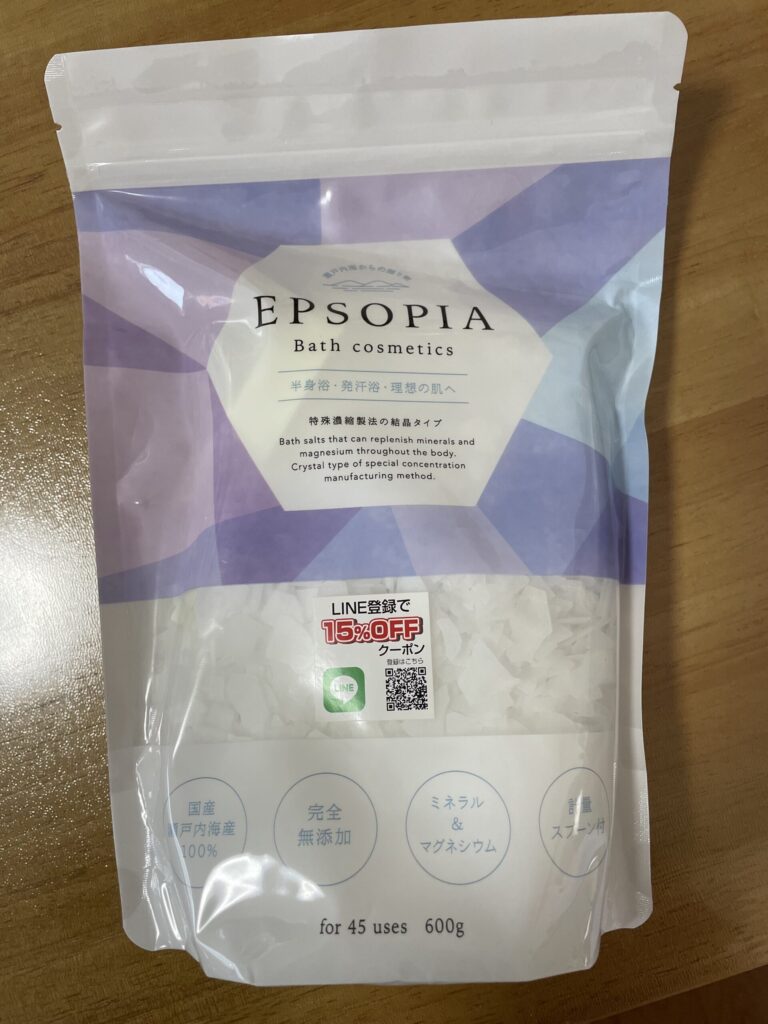 瀬戸内海からの贈り物
EPSOPIA
Bath cosmetics
半身浴・発汗浴・理想の肌へ
特殊濃縮製法の結晶タイプ
Bath salts that can replenish minerals and
magnesium throughout the body.
Crystal type of special concentration
manufacturing method.
LINE登録で
15%OFF
クーポン
登録はこちら
LINE
国産
瀬戸内海産
100%
完全
無添加
ミネラル
&
マグネシウム
計量
スプーン付
for 45 uses 600g